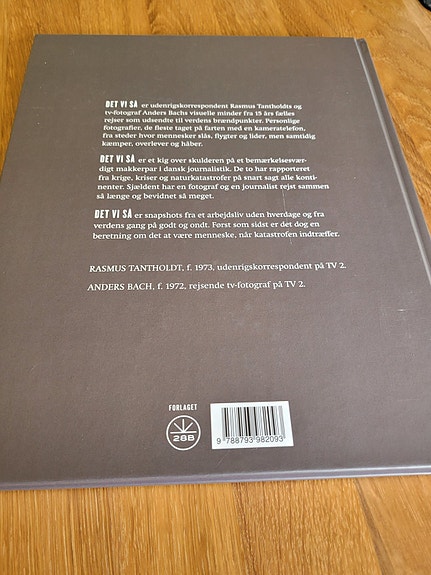 DET VI SÅ er udenrigskorrespondent Rasmus Tantholdts og
tv-fotograf Anders Bachs visuelle minder fra 15 års fælles
rejser som udsendte til verdens brændpunkter. Personlige
fotografier, de fleste taget på farten med en kameratelefon,
fra steder hvor mennesker slås, flygter og lider, men samtidig
kæmper, overlever og håber.
DET VI SÅ er et kig over skulderen på et bemærkelsesvær-
digt makkerpar i dansk journalistik. De to har rapporteret
fra krige, kriser og naturkatastrofer på snart sagt alle konti-
nenter. Sjældent har en fotograf og en journalist rejst sammen
så længe og bevidnet så meget.
DET VI SÅ er snapshots fra et arbejdsliv uden hverdage og fra
verdens gang på godt og ondt. Først som sidst er det dog en
beretning om det at være menneske, når katastrofen indtræffer.
RASMUS TANTHOLDT, f. 1973, udenrigskorrespondent på TV 2.
ANDERS BACH, f. 1972, rejsende tv-fotograf på TV 2.
FORLAGET
28B
9 788793 982093